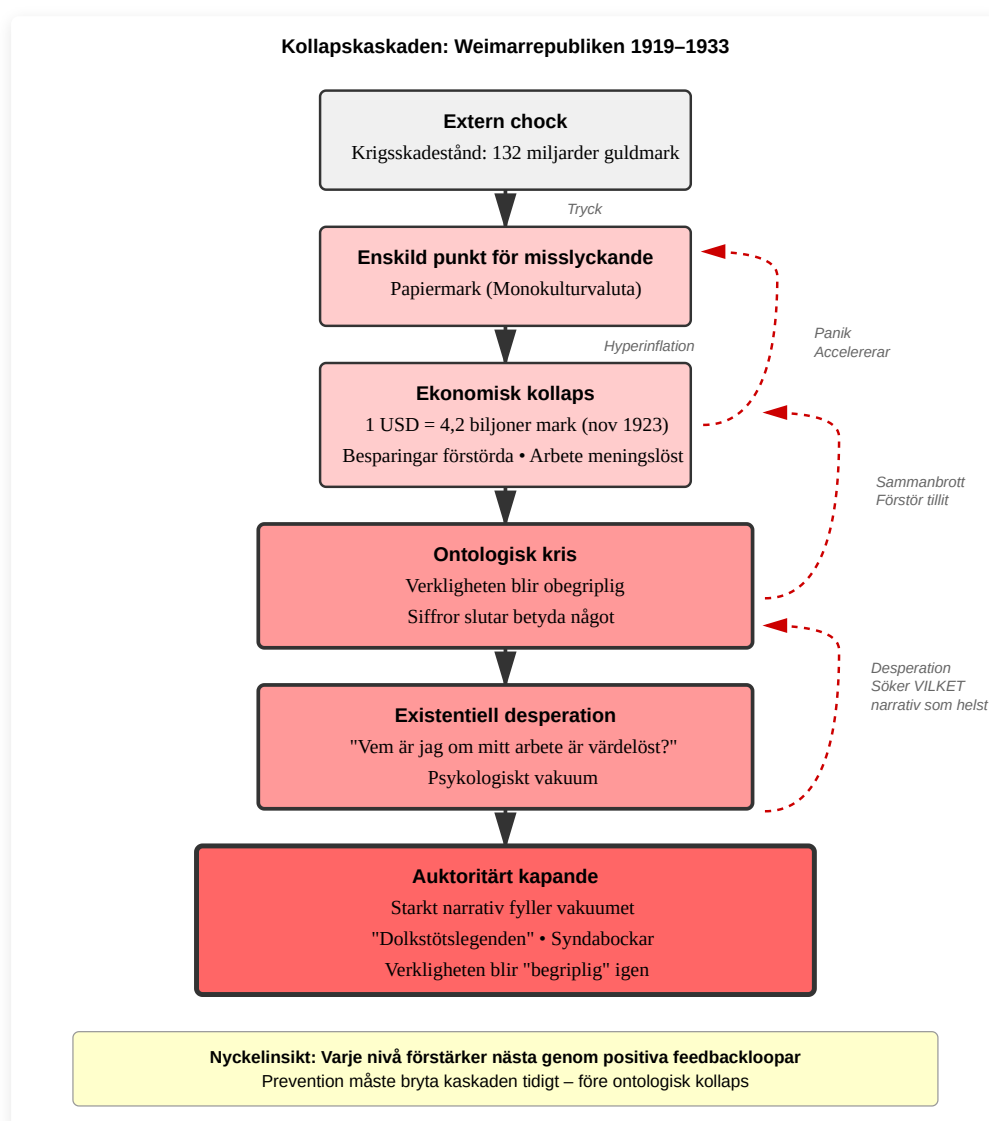 Kollapskaskaden: Weimarrepubliken 1919–1933
Extern chock
Krigsskadestånd: 132 miljarder guldmark
Tryck
Enskild punkt för misslyckande
Papiermark (Monokulturvaluta)
Hyperinflation
Panik
Accelererar
Ekonomisk kollaps
1 USD = 4,2 biljoner mark (nov 1923)
Besparingar förstörda • Arbete meningslöst
Sammanbrott
Förstör tillit
Ontologisk kris
Verkligheten blir obegriplig
Siffror slutar betyda något
Desperation
Söker VILKET
narrativ som helst
Existentiell desperation
"Vem är jag om mitt arbete är värdelöst?"
Psykologiskt vakuum
Auktoritärt kapande
Starkt narrativ fyller vakuumet
"Dolkstötslegenden" • Syndabockar
Verkligheten blir "begriplig" igen
Nyckelinsikt: Varje nivå förstärker nästa genom positiva feedbackloopar
Prevention måste bryta kaskaden tidigt – före ontologisk kollaps